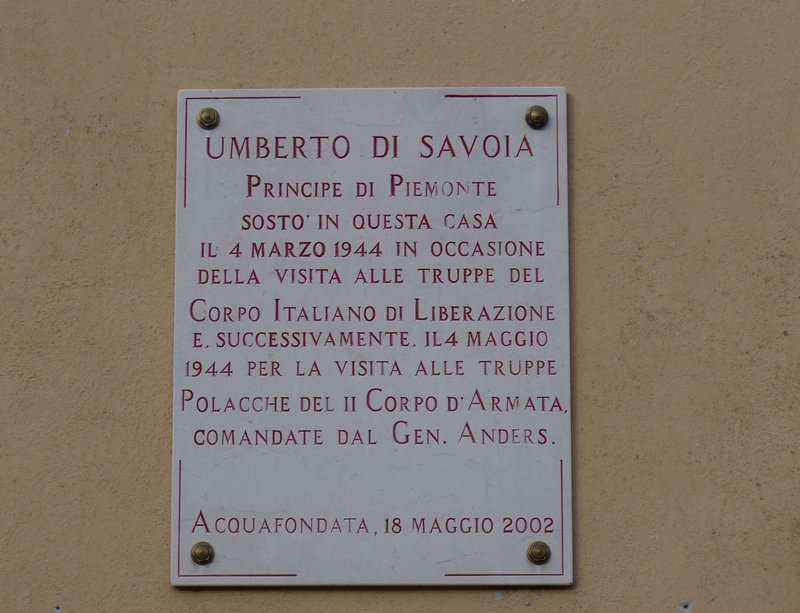 UMBERTO DI SAVOIA
PRINCIPE DI PIEMONTE
SOSTO' IN QUESTA CASA
IL 4 MARZO 1944 IN OCCASIONE
DELLA VISITA ALLE TRUPPE DEL
CORPO ITALIANO DI LIBERAZIONE
E, SUCCESSIVAMENTE, IL 4 MAGGIO
1944 PER LA VISITA ALLE TRUPPE
POLACCHE DEL II CORPO D'ARMATA,
COMANDATE DAL GEN. ANDERS.
ACQUAFONDATA, 18 MAGGIO 2002